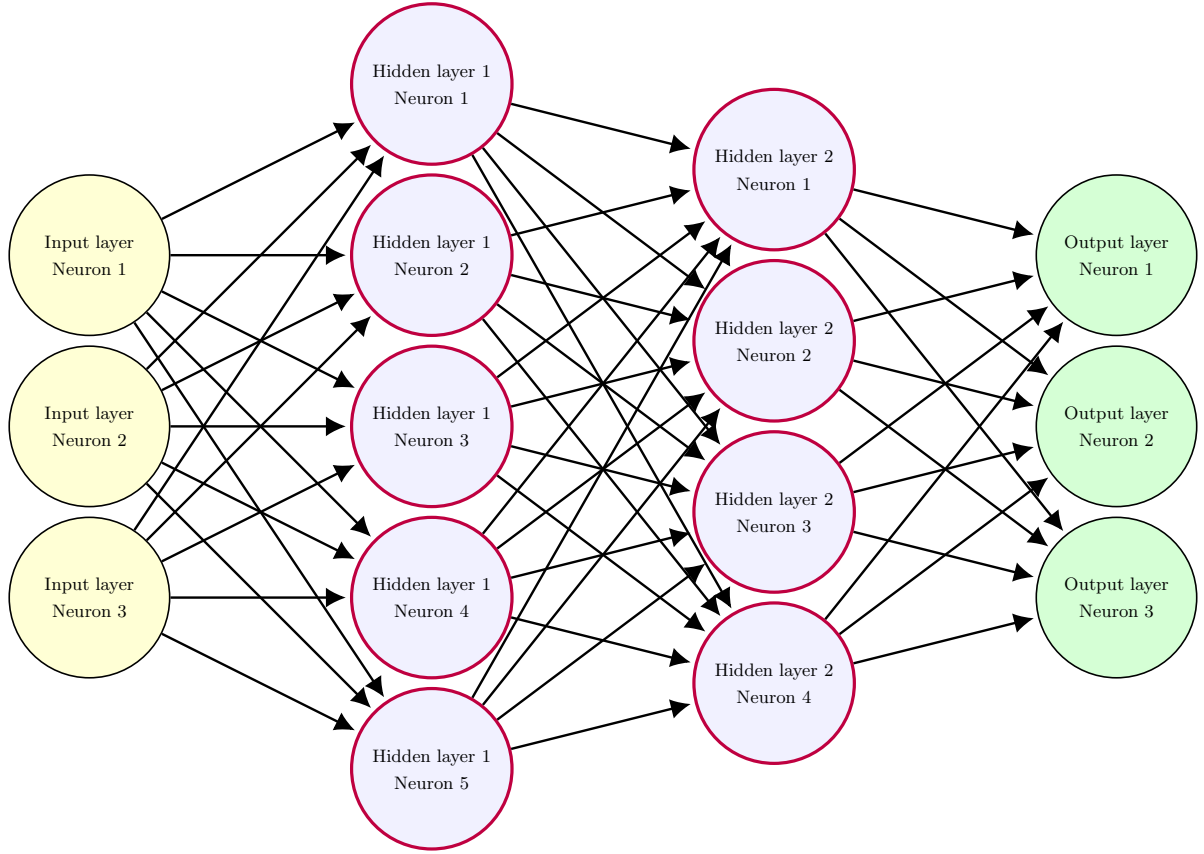 Input layer
Neuron 1
Input layer
Neuron 2
Input layer
Neuron 3
Hidden layer 1
Neuron 1
Hidden layer 1
Neuron 2
Hidden layer 1
Neuron 3
Hidden layer 1
Neuron 4
Hidden layer 1
Neuron 5
Hidden layer 2
Neuron 1
Hidden layer 2
Neuron 2
Hidden layer 2
Neuron 3
Hidden layer 2
Neuron 4
Output layer
Neuron 1
Output layer
Neuron 2
Output layer
Neuron 3